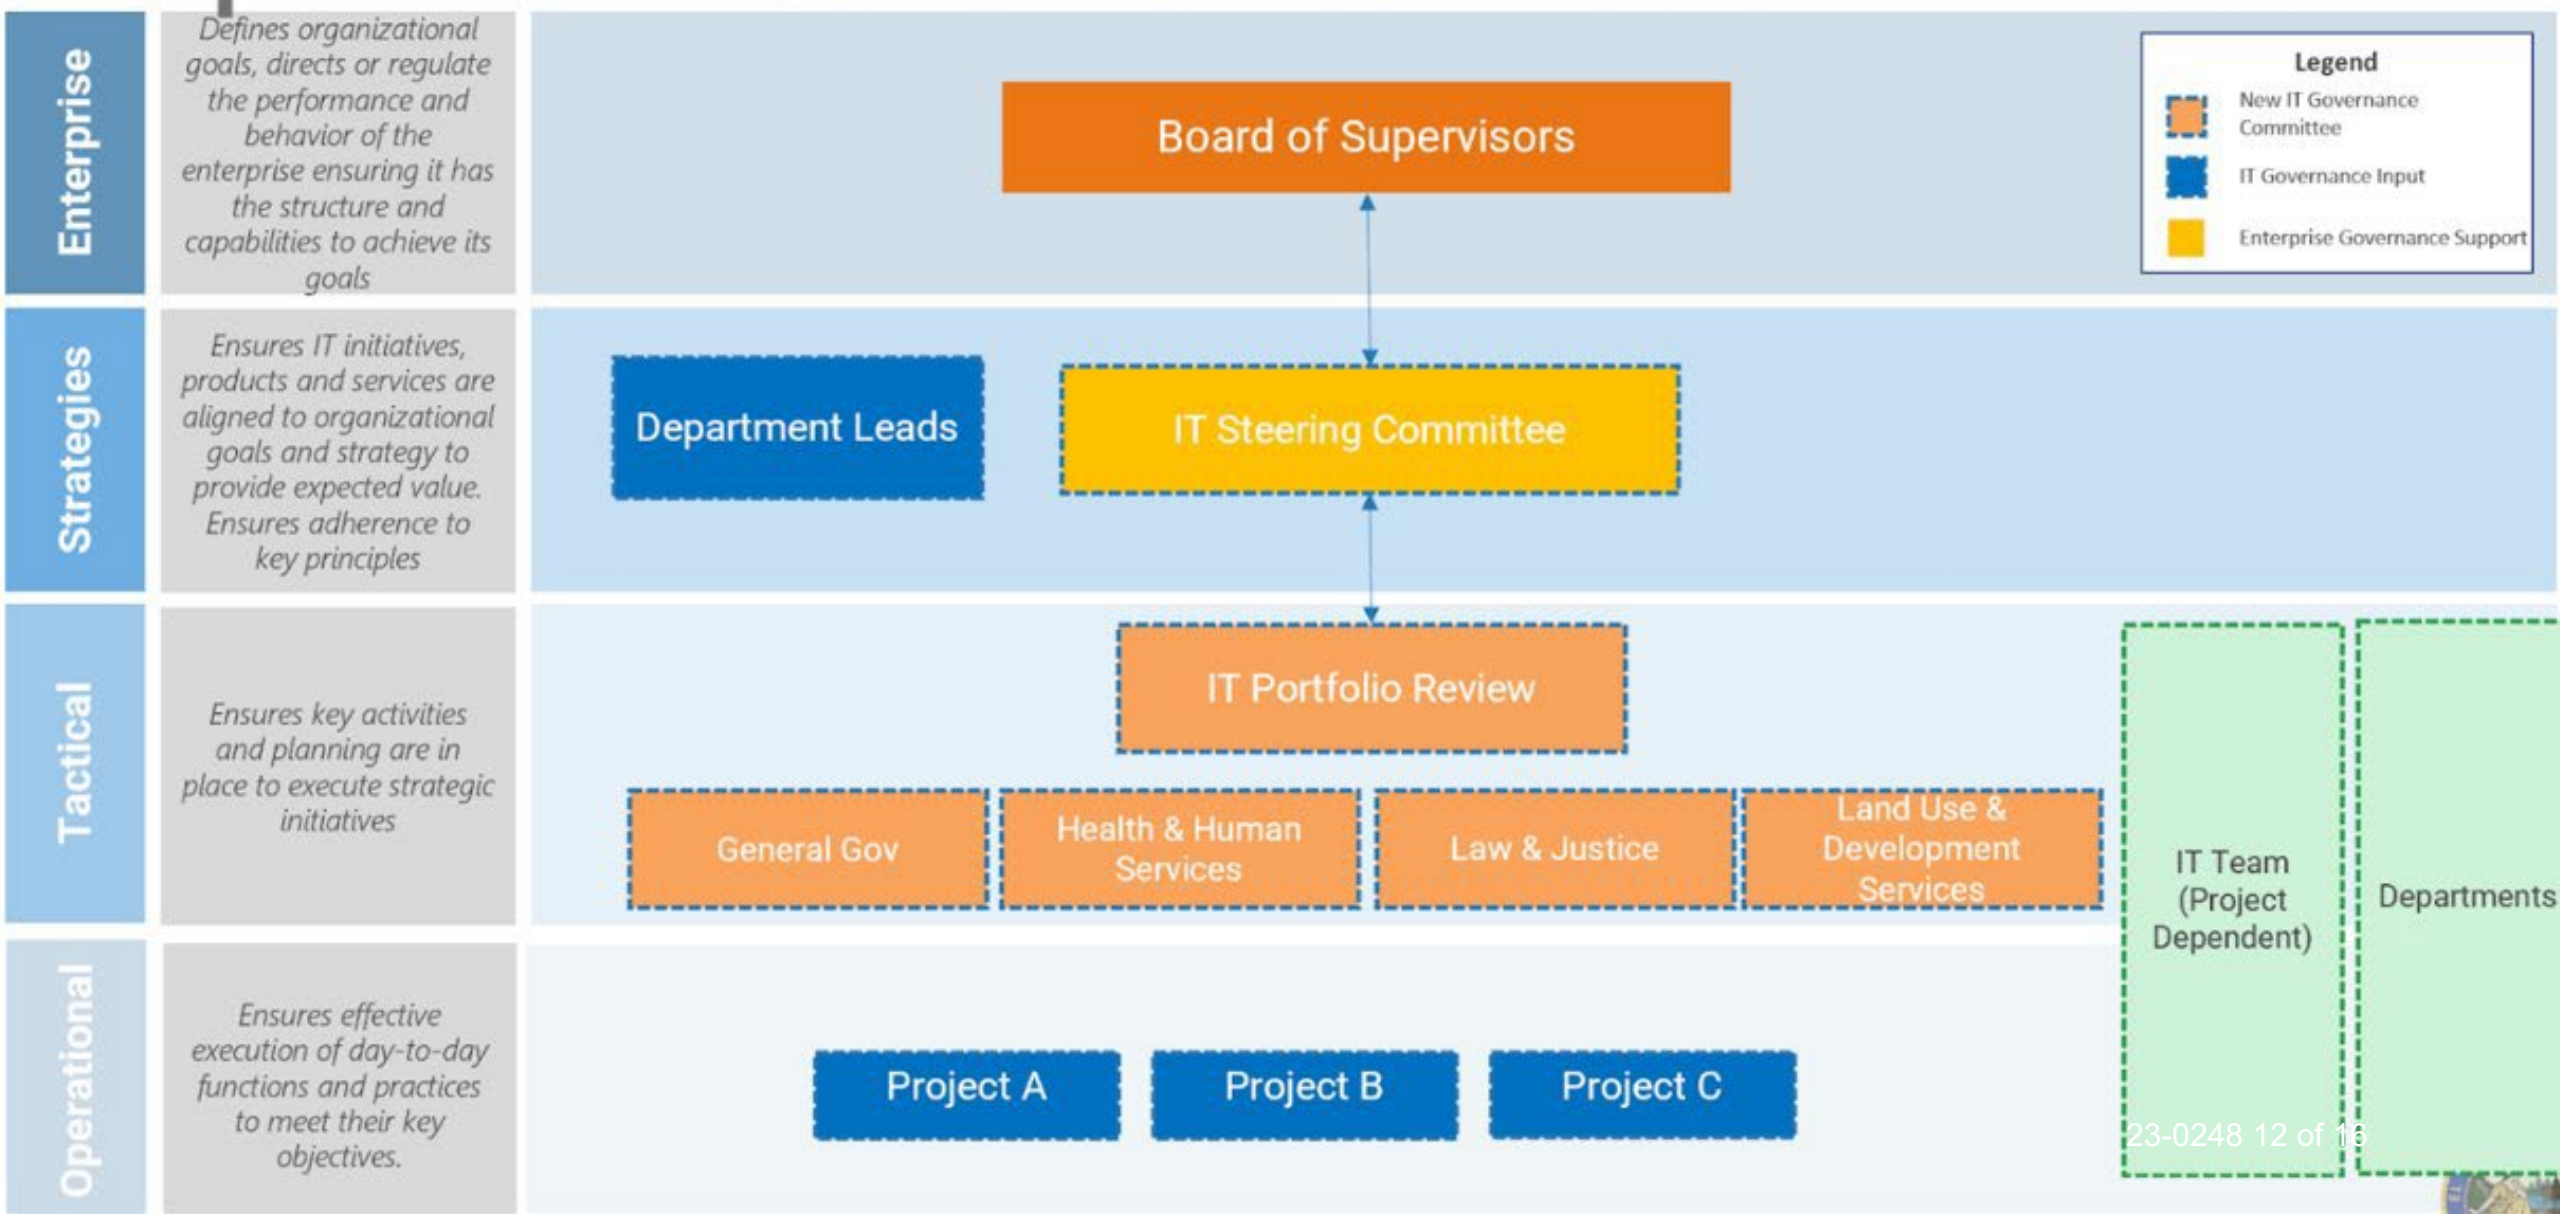 Enterprise
Defines organizational
goals, directs or regulate
the performance and
behavior of the
enterprise ensuring it has
the structure and
capabilities to achieve its
goals
Board of Supervisors
Legend
New IT Governance
Committee
IT Governance Input
Enterprise Governance Support
Strategies
Ensures IT initiatives,
products and services are
aligned to organizational
goals and strategy to
provide expected value.
Ensures adherence to
key principles
Department Leads
IT Steering Committee
Tactical
Ensures key activities
and planning are in
place to execute strategic
initiatives
IT Portfolio Review
General Gov
Health & Human
Services
Law & Justice
Land Use &
Development
Services
IT Team
(Project
Dependent)
Departments
Operational
Ensures effective
execution of day-to-day
functions and practices
to meet their key
objectives.
Project A
Project B
Project C
23-0248 12 of 16
EL